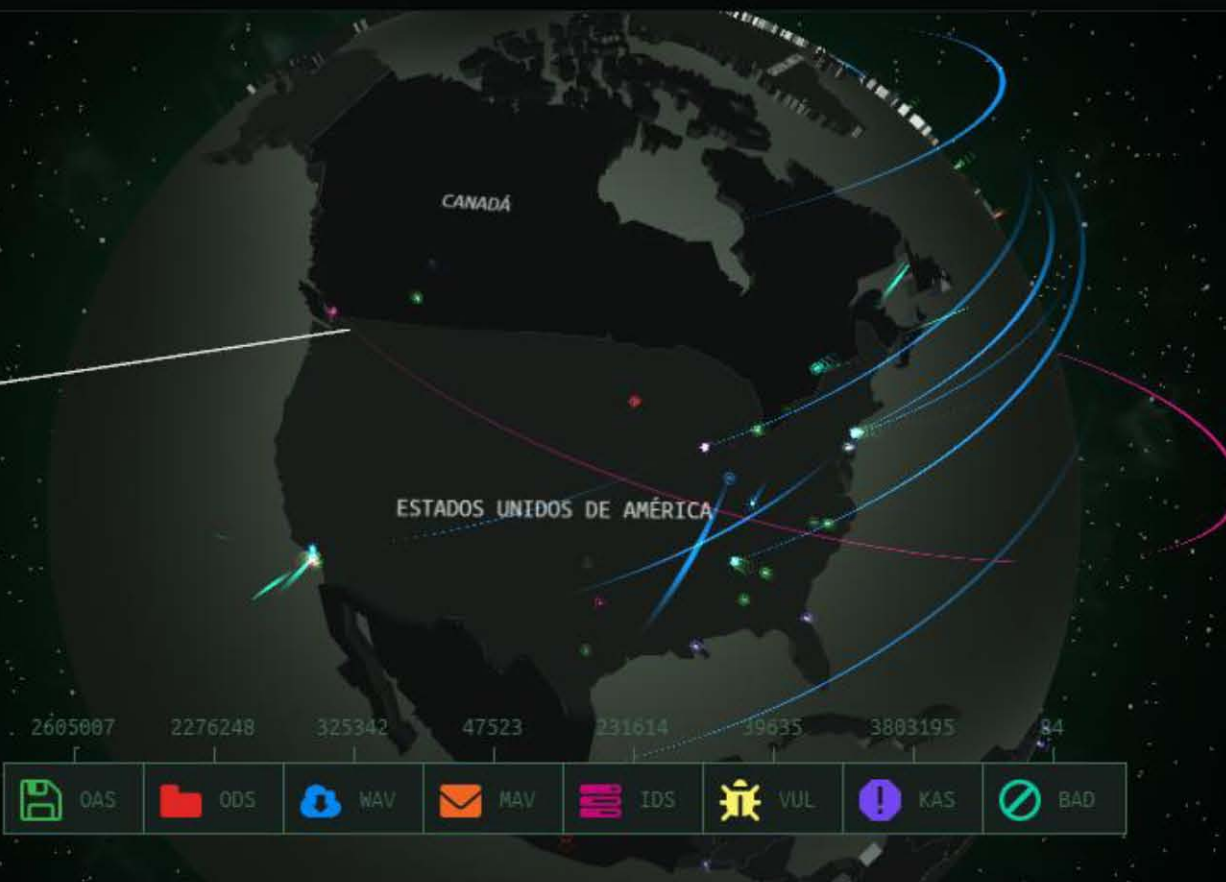 CANADÁ
ESTADOS UNIDOS DE AMÉRICA
2605007 2276248 325342 47523 231614 39635 3803195 84
OAS ODS WAV MAV IDS VUL KAS BAD